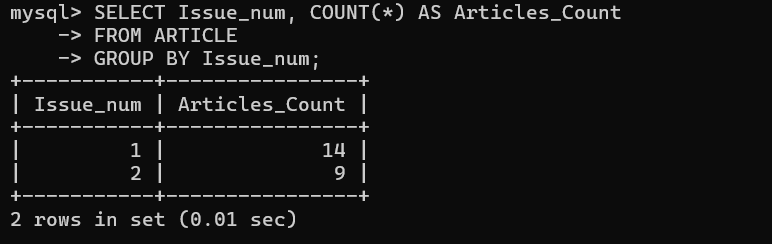 mysql> SELECT Issue_num, COUNT(*) AS Articles_Count
    -> FROM ARTICLE
    -> GROUP BY Issue_num;
+-----------+----------------+
| Issue_num | Articles_Count |
+-----------+----------------+
|         1 |             14 |
|         2 |              9 |
+-----------+----------------+
2 rows in set (0.01 sec)